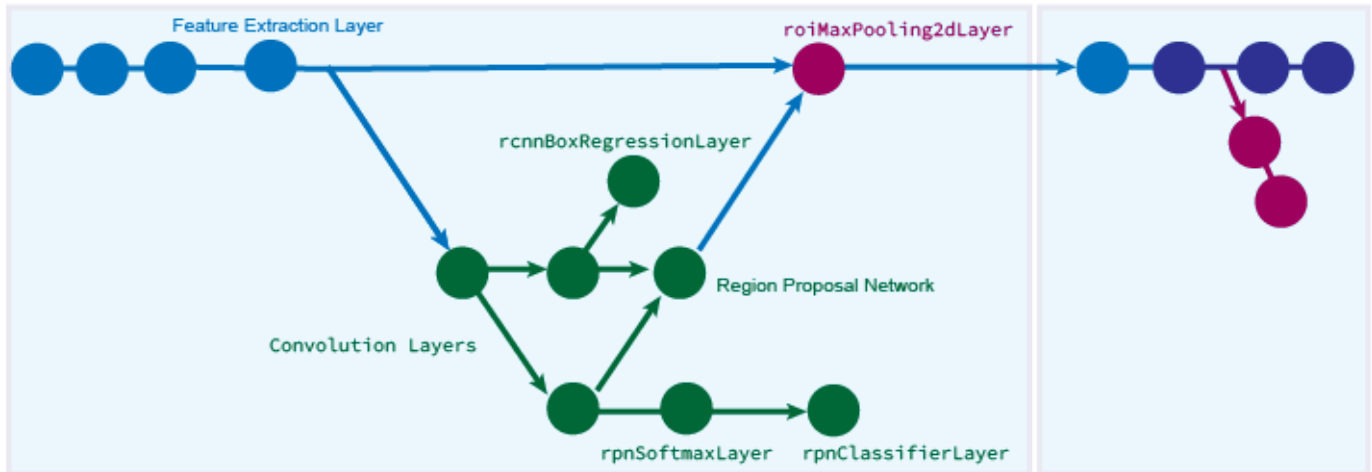 Feature Extraction Layer
roiMaxPooling2dLayer
rcnnBoxRegressionLayer
Region Proposal Network
Convolution Layers
rpnSoftmaxLayer
rpnClassifierLayer